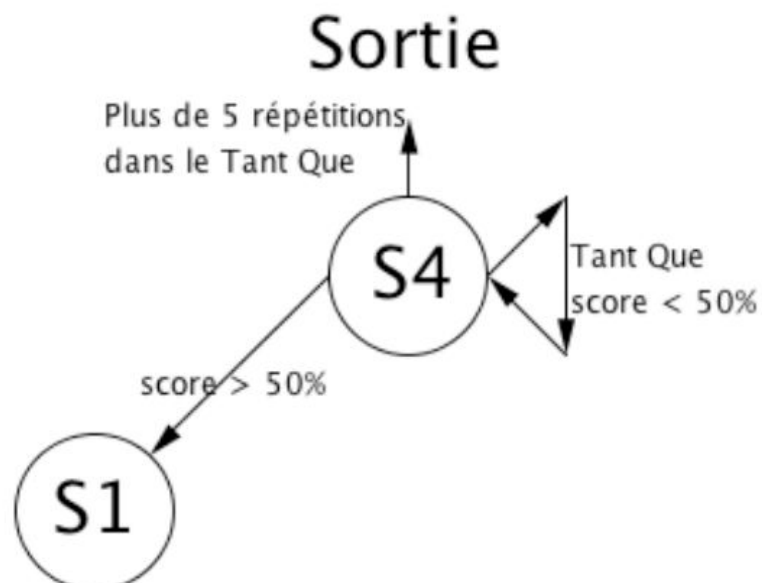 Sortie
Plus de 5 répétitions
dans le Tant Que
S4
Tant Que
score < 50%
score > 50%
S1